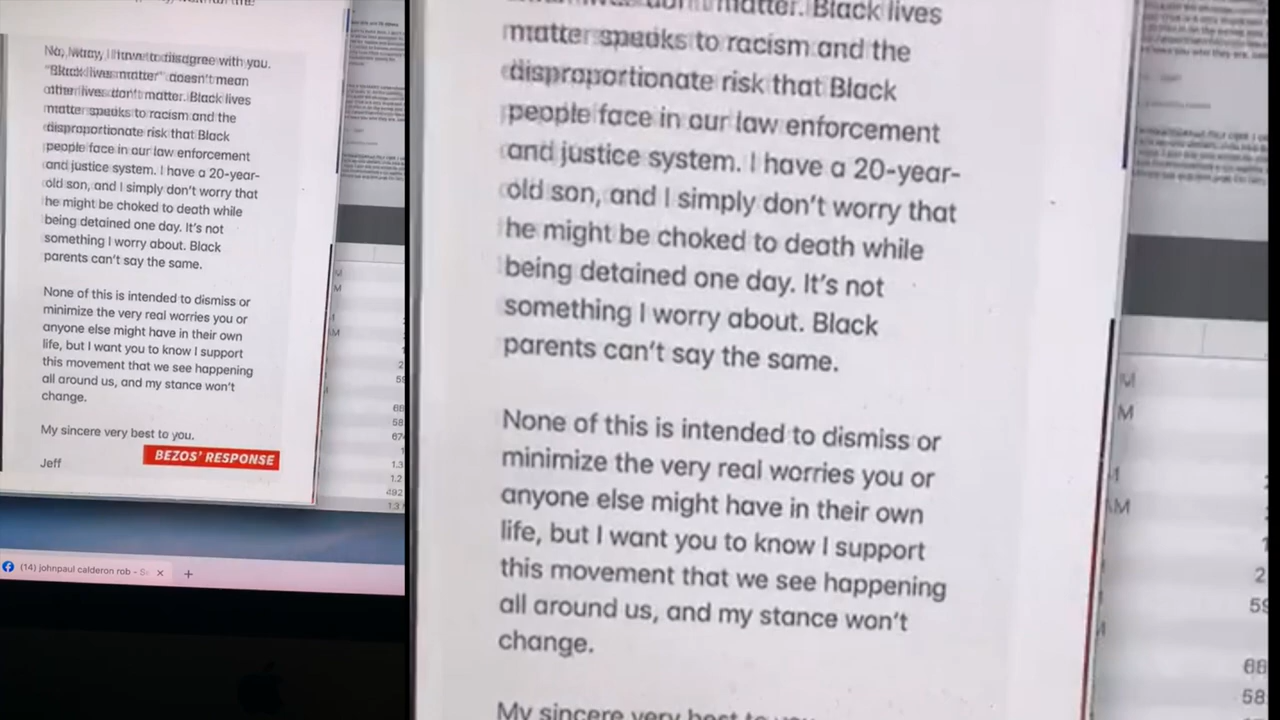 No, Macy, I have to disagree with you.
"Black lives matter" doesn't mean
other lives don't matter. Black lives
matter speaks to racism and the
disproportionate risk that Black
people face in our law enforcement
and justice system. I have a 20-year-
old son, and I simply don't worry that
he might be choked to death while
being detained one day. It's not
something I worry about. Black
parents can't say the same.
None of this is intended to dismiss or
minimize the very real worries you or
anyone else might have in their own
life, but I want you to know I support
this movement that we see happening
all around us, and my stance won't
change.
My sincere very best to you.
BEZOS' RESPONSE
Jeff
(14) johnpaul calderon rob - Se
matter. Black lives
matter speaks to racism and the
disproportionate risk that Black
people face in our law enforcement
and justice system. I have a 20-year-
old son, and I simply don't worry that
he might be choked to death while
being detained one day. It's not
something I worry about. Black
parents can't say the same.
None of this is intended to dismiss or
minimize the very real worries you or
anyone else might have in their own
life, but I want you to know I support
this movement that we see happening
all around us, and my stance won't
change.
My sincere very best to you